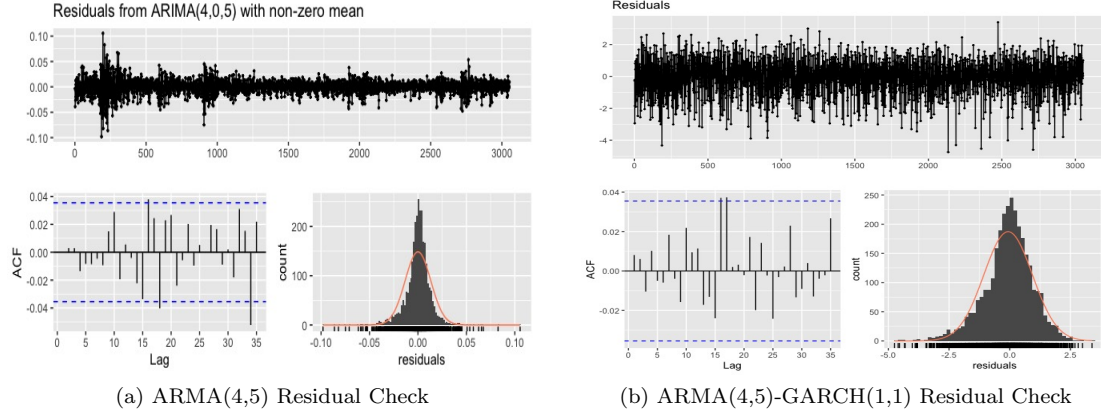 Residuals from ARIMA(4,0,5) with non-zero mean
0.10
0.05
0.00
-0.05
-0.10
0 500 1000 1500 2000 2500 3000
ACF
0.04
0.02
0.00
-0.02
-0.04
0 5 10 15 20 25 30 35
Lag
count
200
100
0
-0.10 -0.05 0.00 0.05 0.10
residuals
(a) ARMA(4,5) Residual Check
Residuals
2
0
-2
-4
0 500 1000 1500 2000 2500 3000
ACF
0.04
0.02
0.00
-0.02
0 5 10 15 20 25 30 35
Lag
count
250
200
150
100
50
0
-5.0 -2.5 0.0 2.5
residuals
(b) ARMA(4,5)-GARCH(1,1) Residual Check